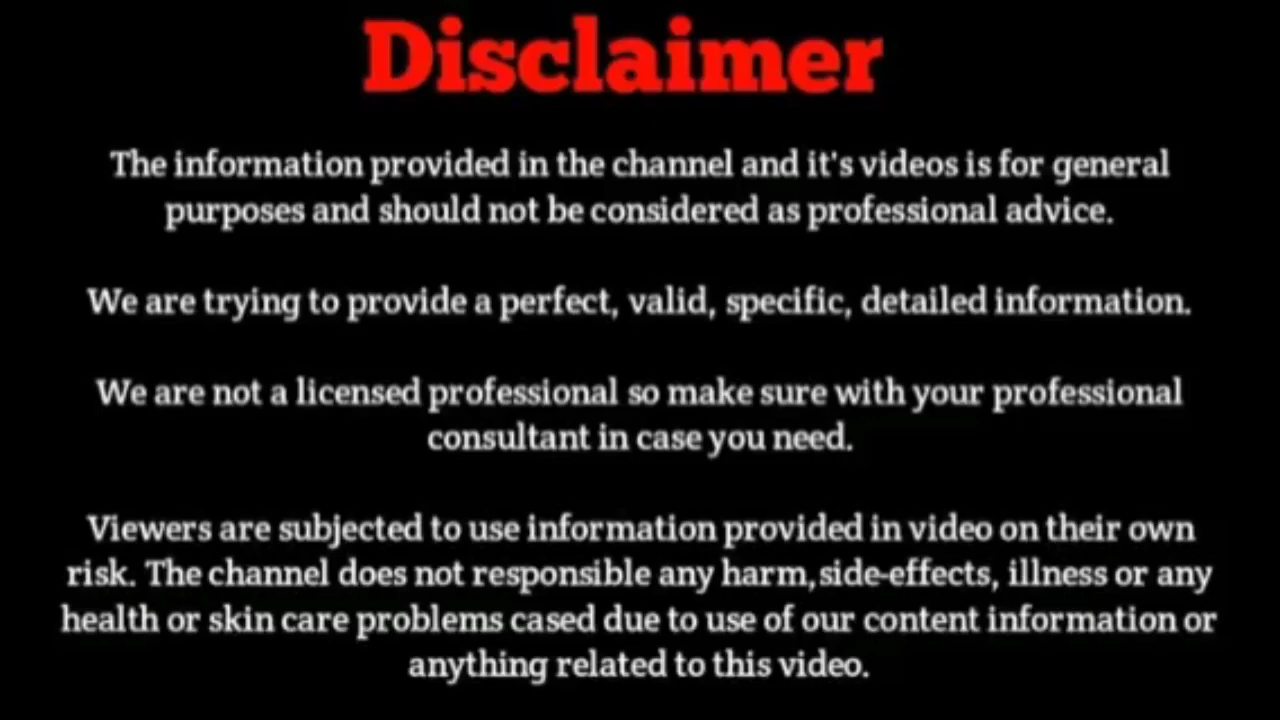 Disclaimer
The information provided in the channel and it's videos is for general
purposes and should not be considered as professional advice.
We are trying to provide a perfect, valid, specific, detailed information.
We are not a licensed professional so make sure with your professional
consultant in case you need.
Viewers are subjected to use information provided in video on their own
risk. The channel does not responsible any harm,side-effects, illness or any
health or skin care problems cased due to use of our content information or
anything related to this video.